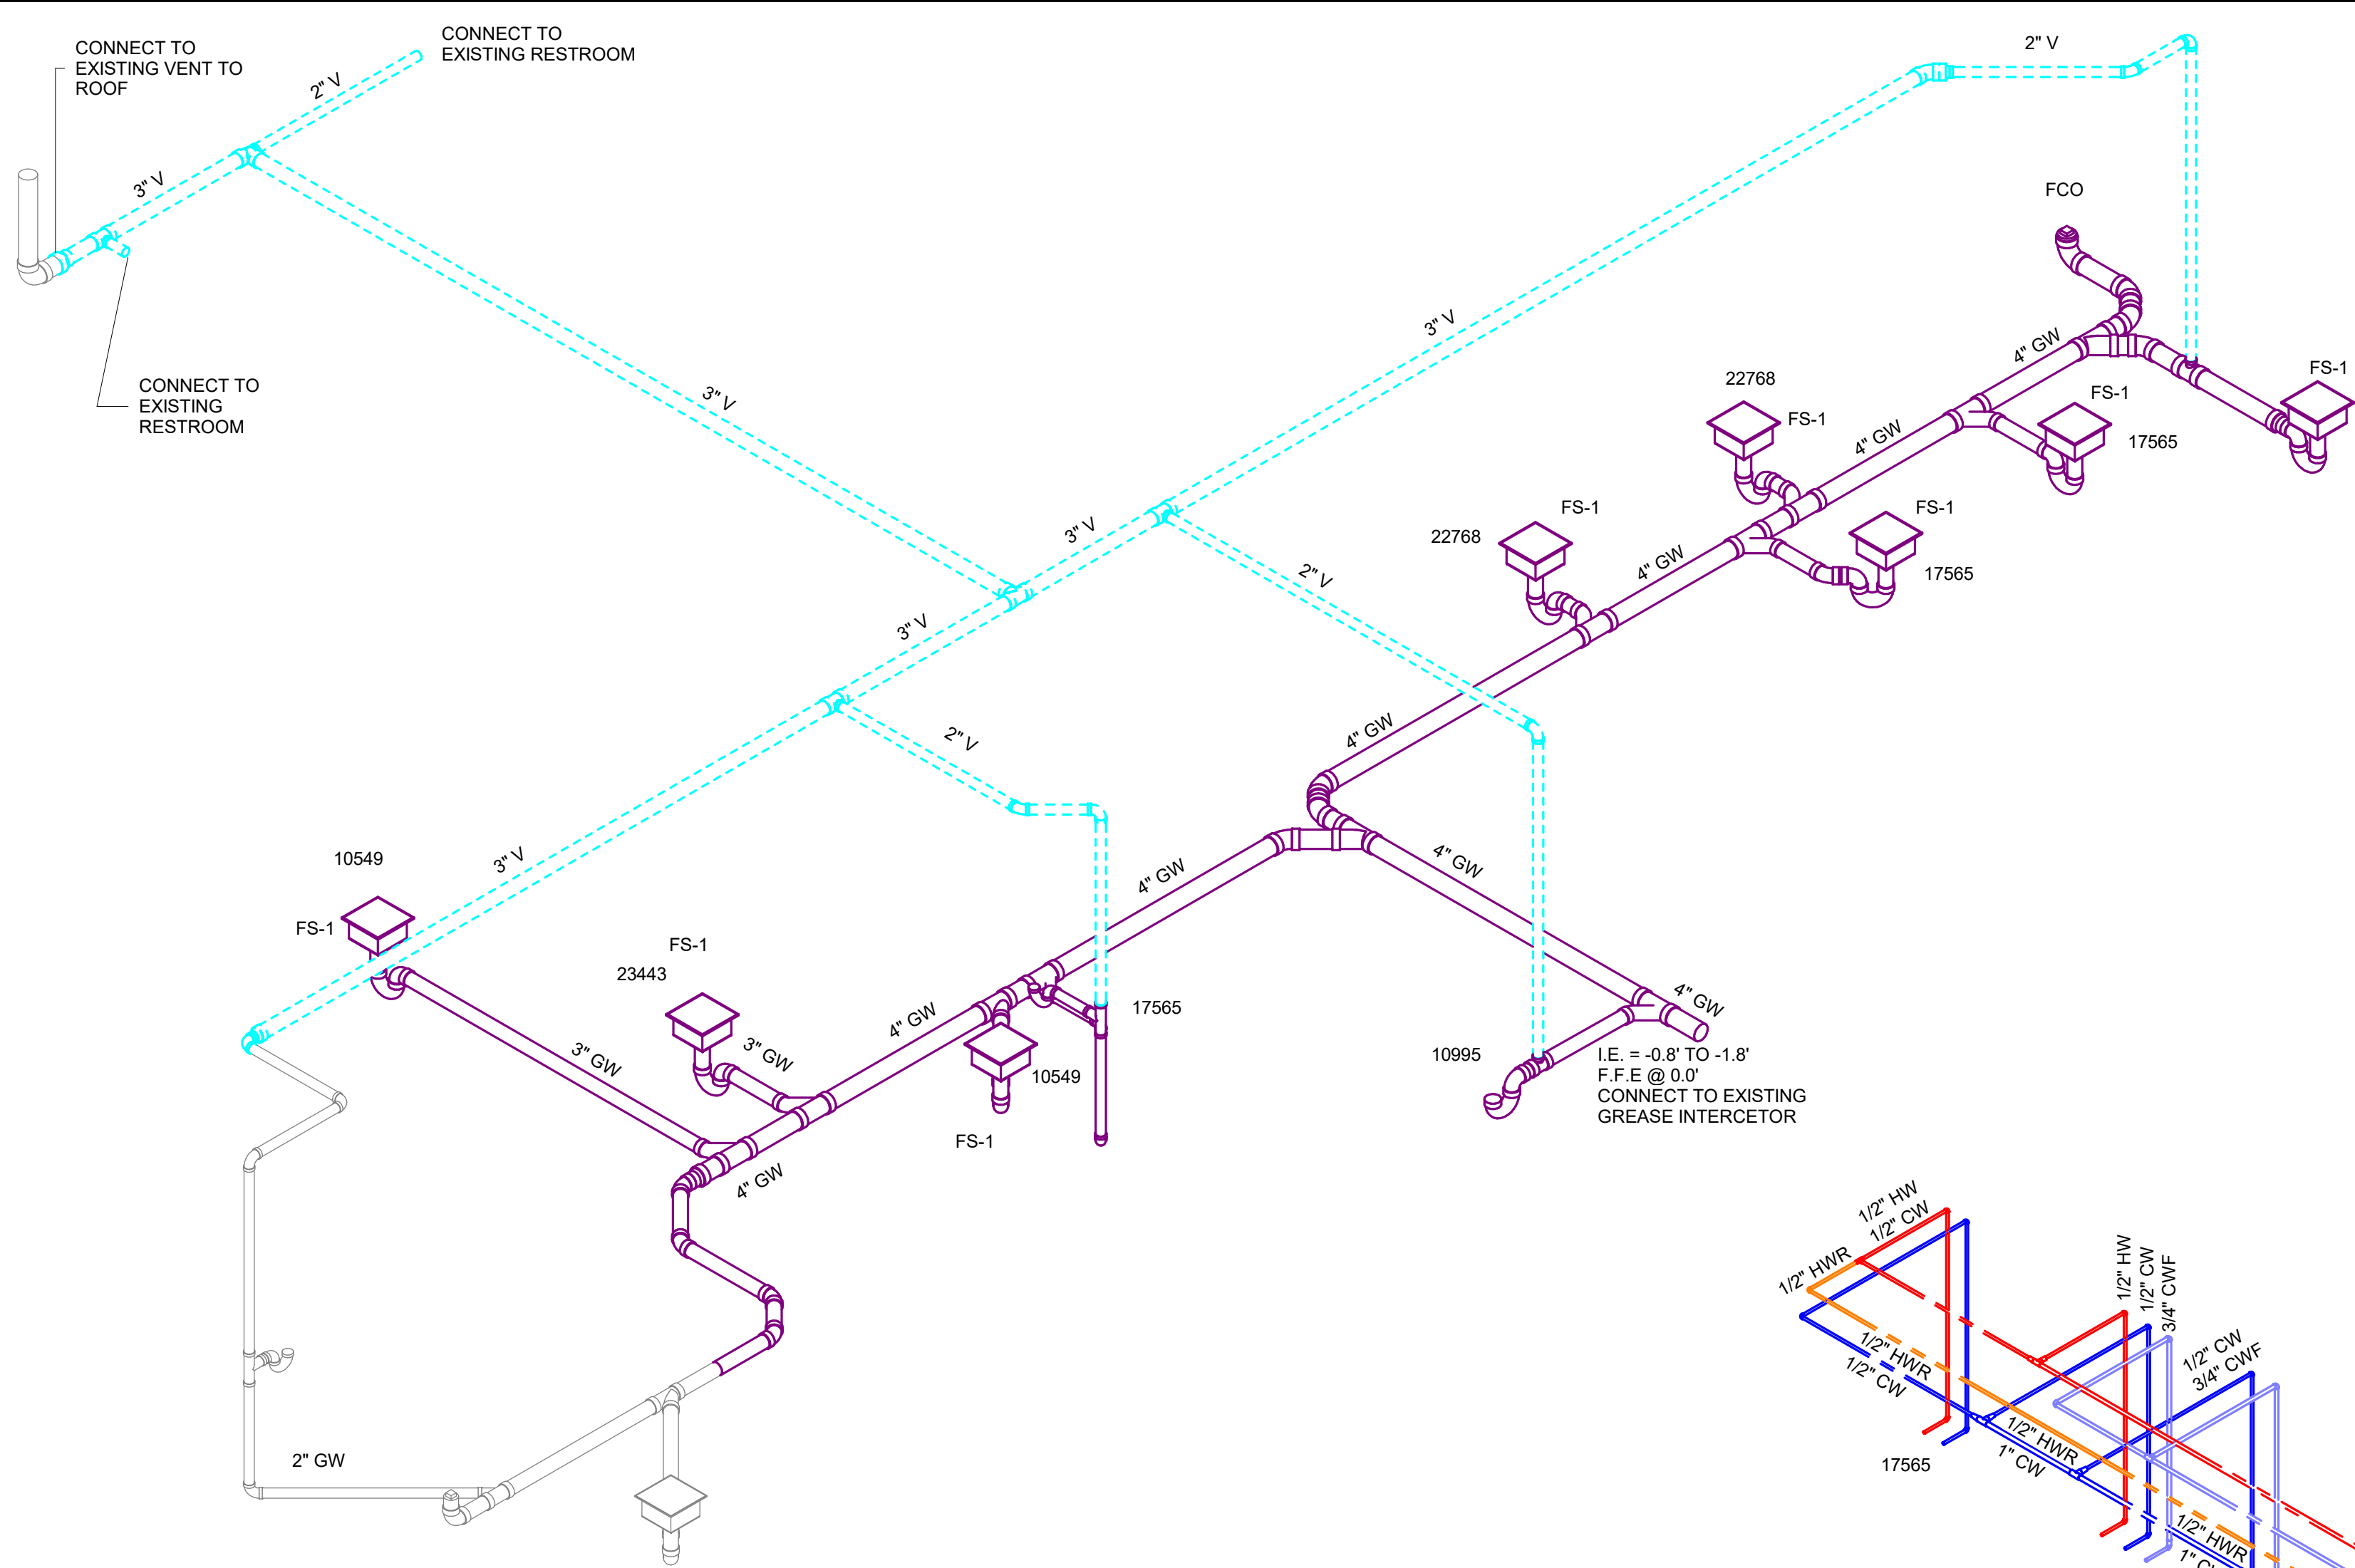 CONNECT TO
EXISTING VENT TO
ROOF
CONNECT TO
EXISTING RESTROOM
2" V
3" V
CONNECT TO
EXISTING
RESTROOM
3" V
3" V
2" V
FCO
4" GW
FS-1
FS-1
17565
22768
FS-1
4" GW
FS-1
22768
FS-1
17565
4" GW
3" V
2" V
3" V
2" V
4" GW
3" V
10549
FS-1
FS-1
23443
3" GW
3" GW
4" GW
4" GW
4" GW
17565
10549
FS-1
4" GW
4" GW
10995
I.E. = -0.8' TO -1.8'
F.F.E @ 0.0'
CONNECT TO EXISTING
GREASE INTERCETOR
4" GW
2" GW
1/2" HW
1/2" CW
1/2" HWR
1/2" HW
1/2" CW
3/4" CWF
1/2" HWR
1/2" CW
1/2" CW
3/4" CWF
1/2" HWR
1" CW
17565
1/2" HWR